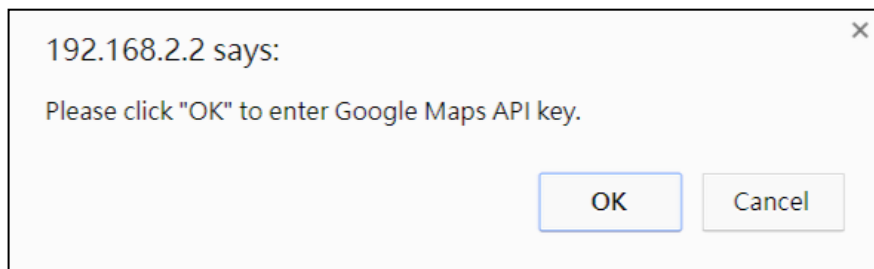 192.168.2.2 says:
Please click "OK" to enter Google Maps API key.
OK
Cancel